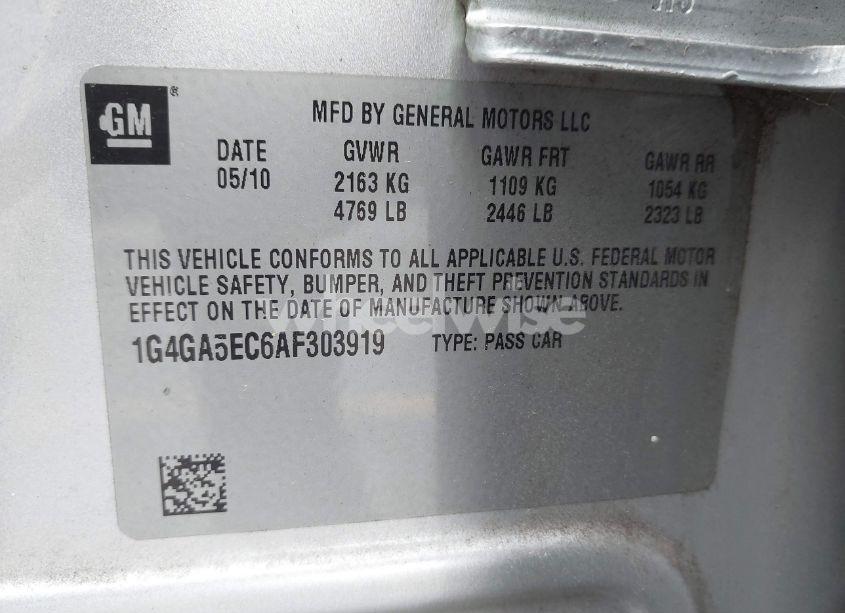 GM ®
MFD BY GENERAL MOTORS LLC
DATE GVWR GAWR FRT GAWR RR
05/10 2163 KG 1109 KG 1054 KG
4769 LB 2446 LB 2323 LB
THIS VEHICLE CONFORMS TO ALL APPLICABLE U.S. FEDERAL MOTOR
VEHICLE SAFETY, BUMPER, AND THEFT PREVENTION STANDARDS IN
EFFECT ON THE DATE OF MANUFACTURE SHOWN ABOVE.
wheelwise
1G4GA5EC6AF303919 TYPE: PASS CAR